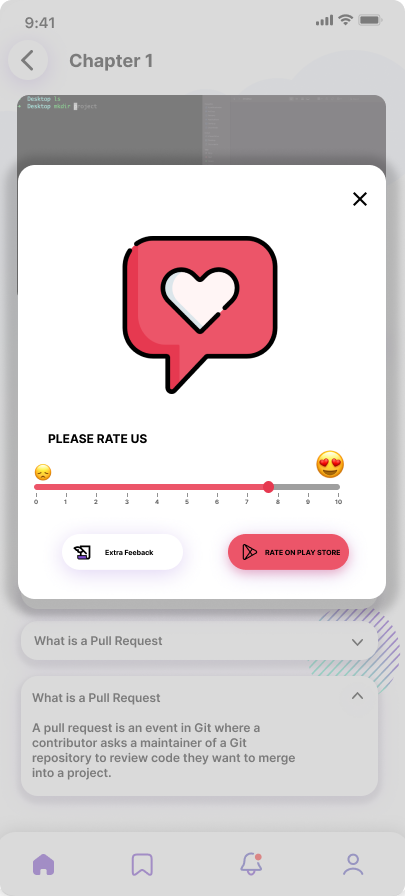 9:41
Chapter 1
Desktop ls
Desktop mkdir project
PLEASE RATE US
0 1 2 3 4 5 6 7 8 9 10
Extra Feeback
RATE ON PLAY STORE
What is a Pull Request
What is a Pull Request
A pull request is an event in Git where a
contributor asks a maintainer of a Git
repository to review code they want to merge
into a project.